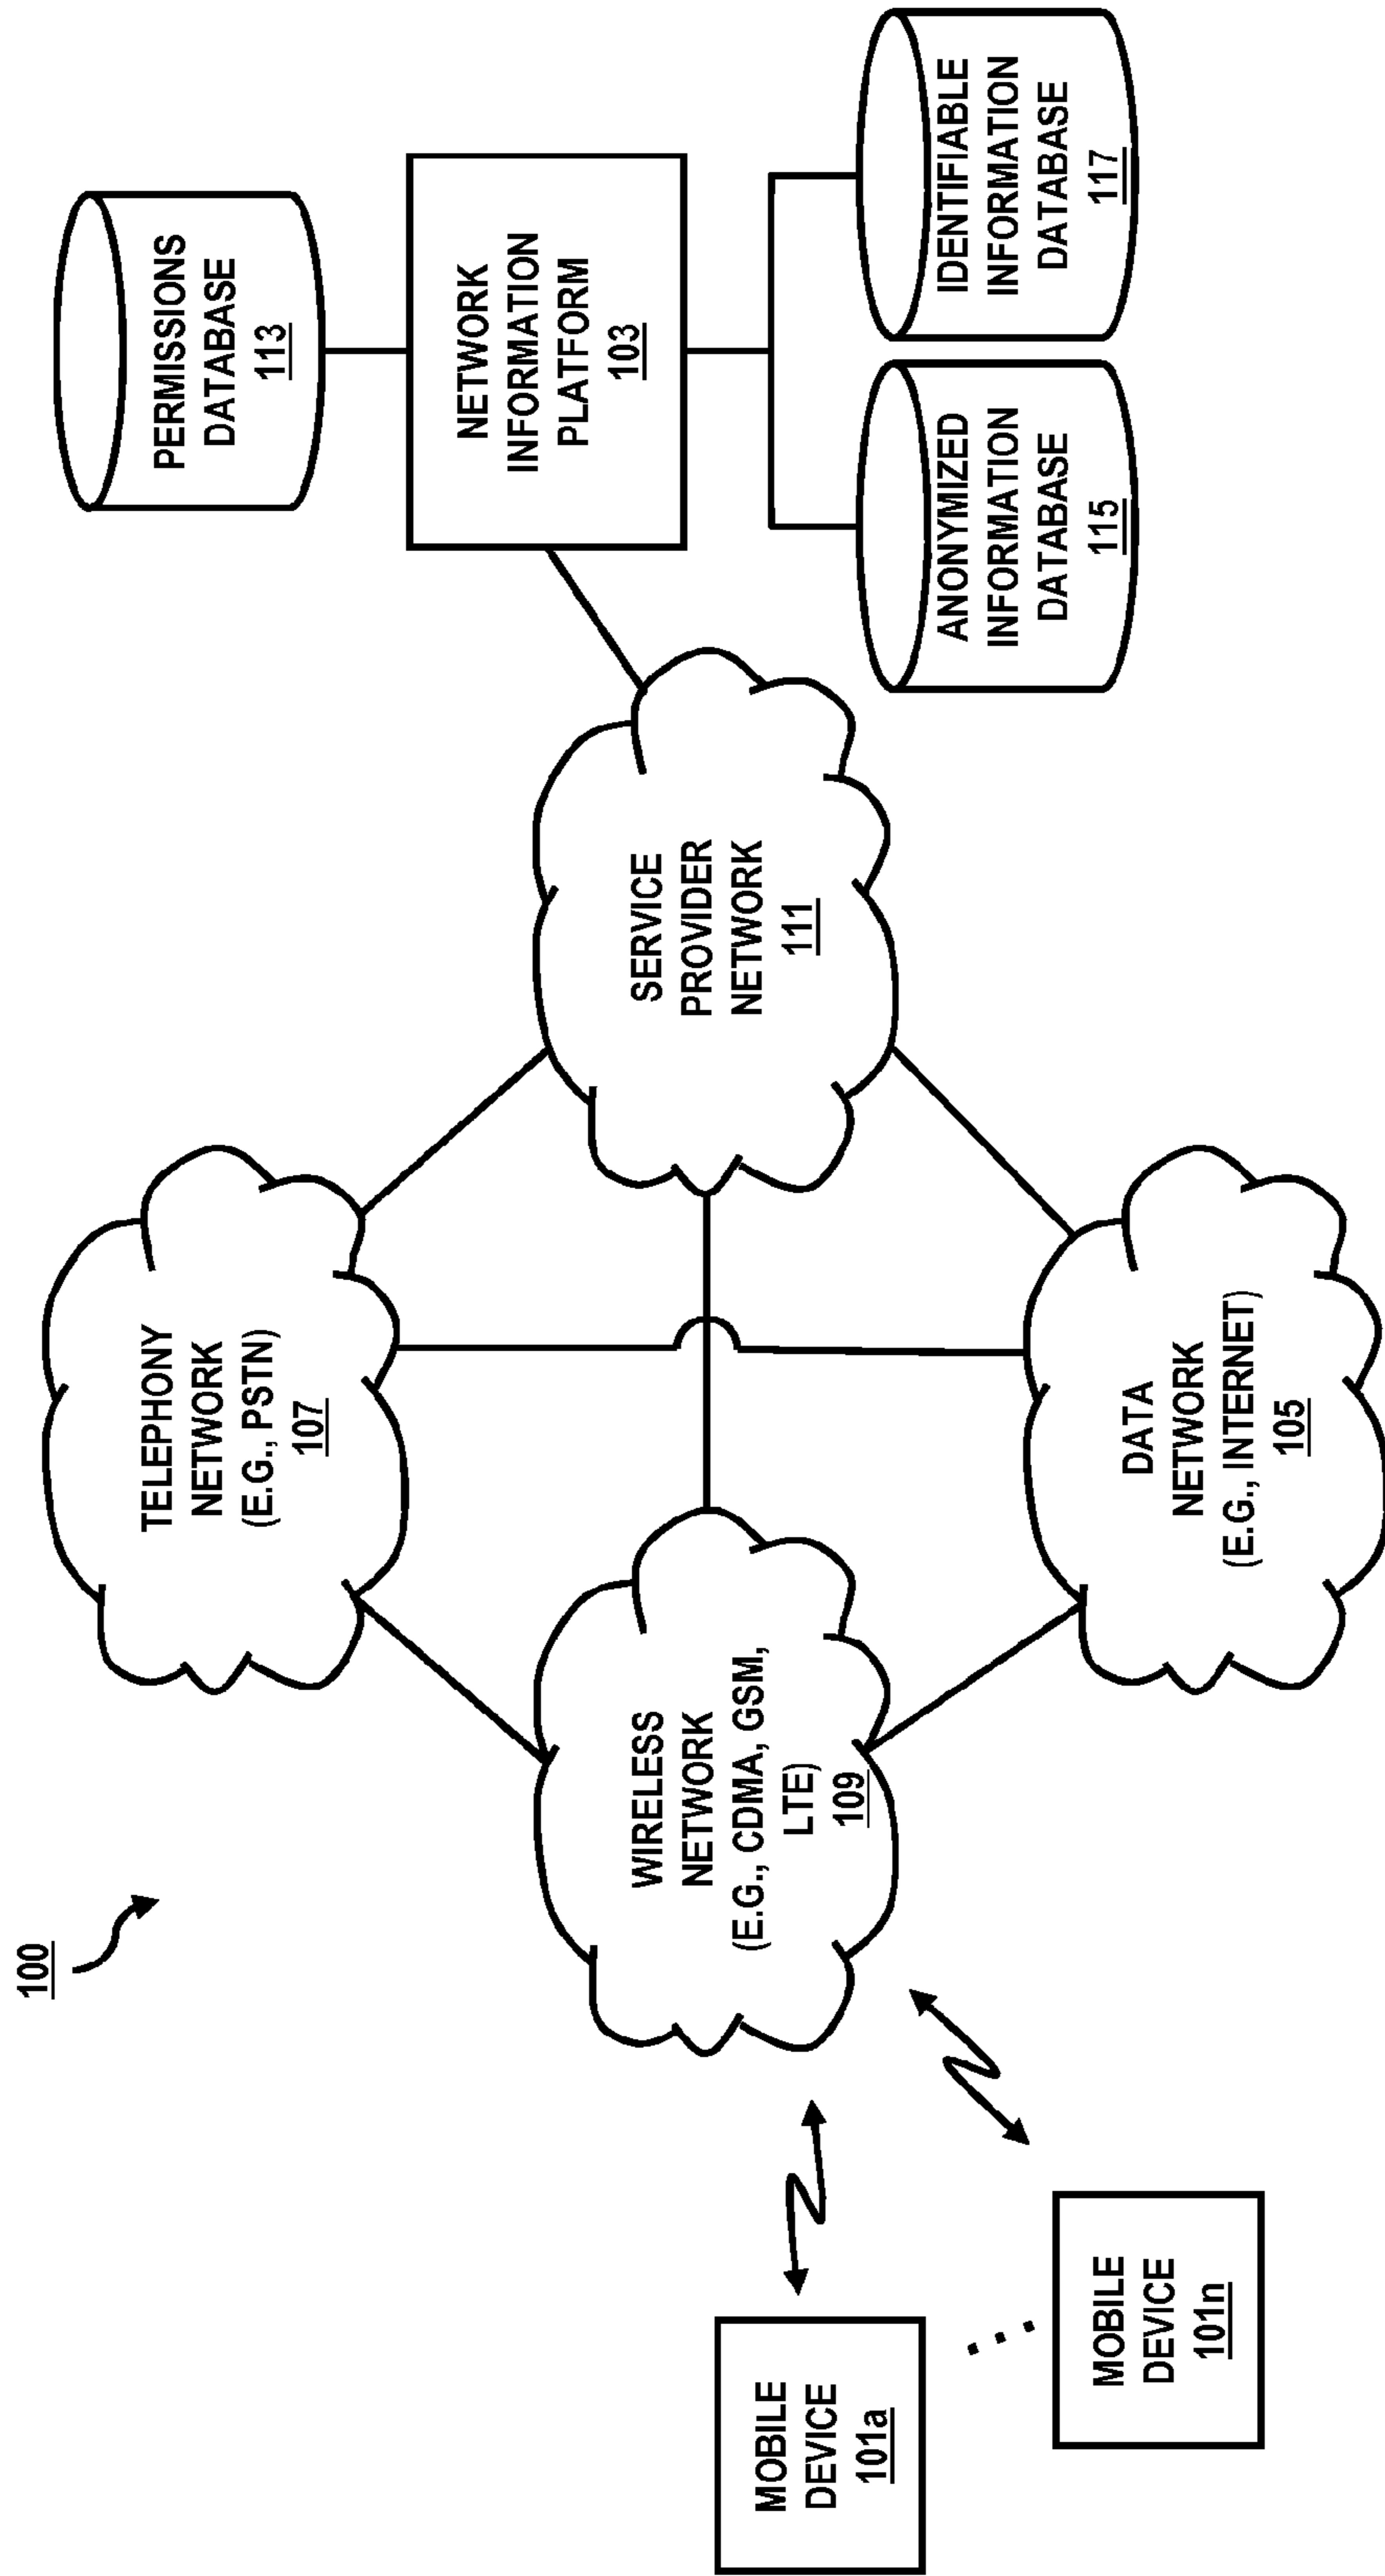 100
TELEPHONY
NETWORK
(E.G., PSTN)
107
PERMISSIONS
DATABASE
113
NETWORK
INFORMATION
PLATFORM
103
WIRELESS
NETWORK
(E.G., CDMA, GSM,
LTE)
109
SERVICE
PROVIDER
NETWORK
111
MOBILE
DEVICE
101a
MOBILE
DEVICE
101n
DATA
NETWORK
(E.G., INTERNET)
105
ANONYMIZED
INFORMATION
DATABASE
115
IDENTIFIABLE
INFORMATION
DATABASE
117